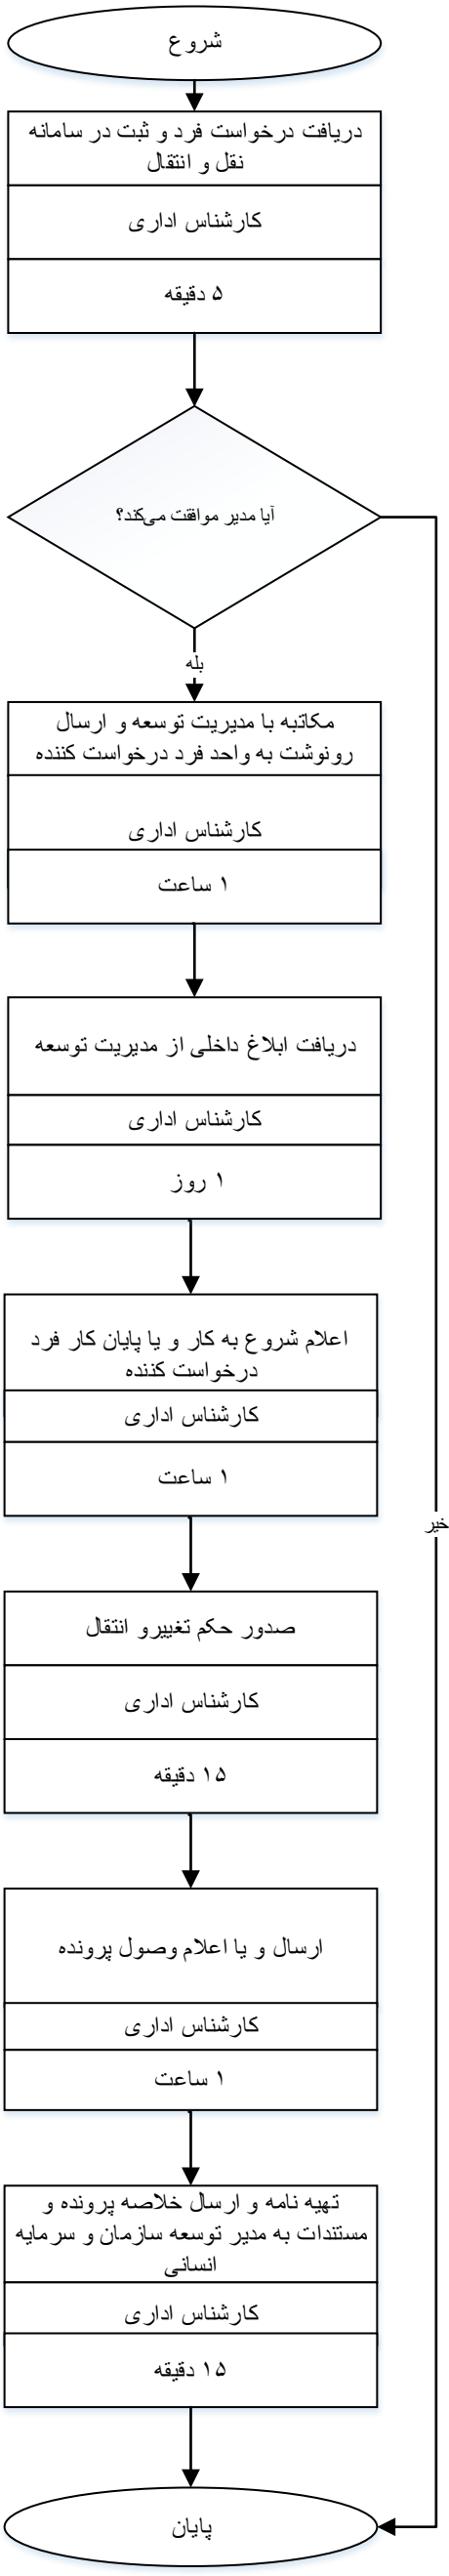 شروع
دریافت درخواست فرد و ثبت در سامانه
نقل و انتقال
کارشناس اداری
۵ دقیقه
آیا مدیر موافقت می‌کند؟
بله
مکاتبه با مدیریت توسعه و ارسال
رونوشت به واحد فرد درخواست کننده
کارشناس اداری
۱ ساعت
دریافت ابلاغ داخلی از مدیریت توسعه
کارشناس اداری
۱ روز
اعلام شروع به کار و یا پایان کار فرد
درخواست کننده
کارشناس اداری
۱ ساعت
خیر
صدور حکم تغییرو انتقال
کارشناس اداری
۱۵ دقیقه
ارسال و یا اعلام وصول پرونده
کارشناس اداری
۱ ساعت
تهیه نامه و ارسال خلاصه پرونده و
مستندات به مدیر توسعه سازمان و سرمایه
انسانی
کارشناس اداری
۱۵ دقیقه
پایان